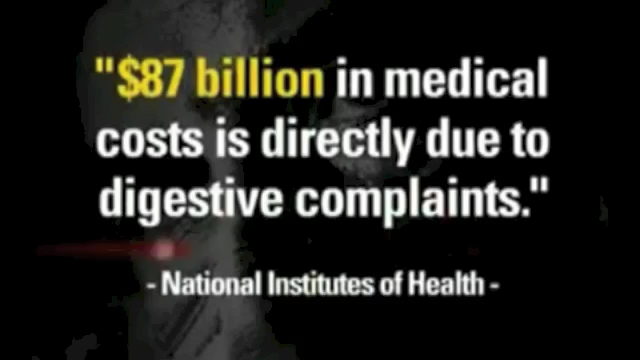 "$87 billion in medical
costs is directly due to
digestive complaints."
- National Institutes of Health -